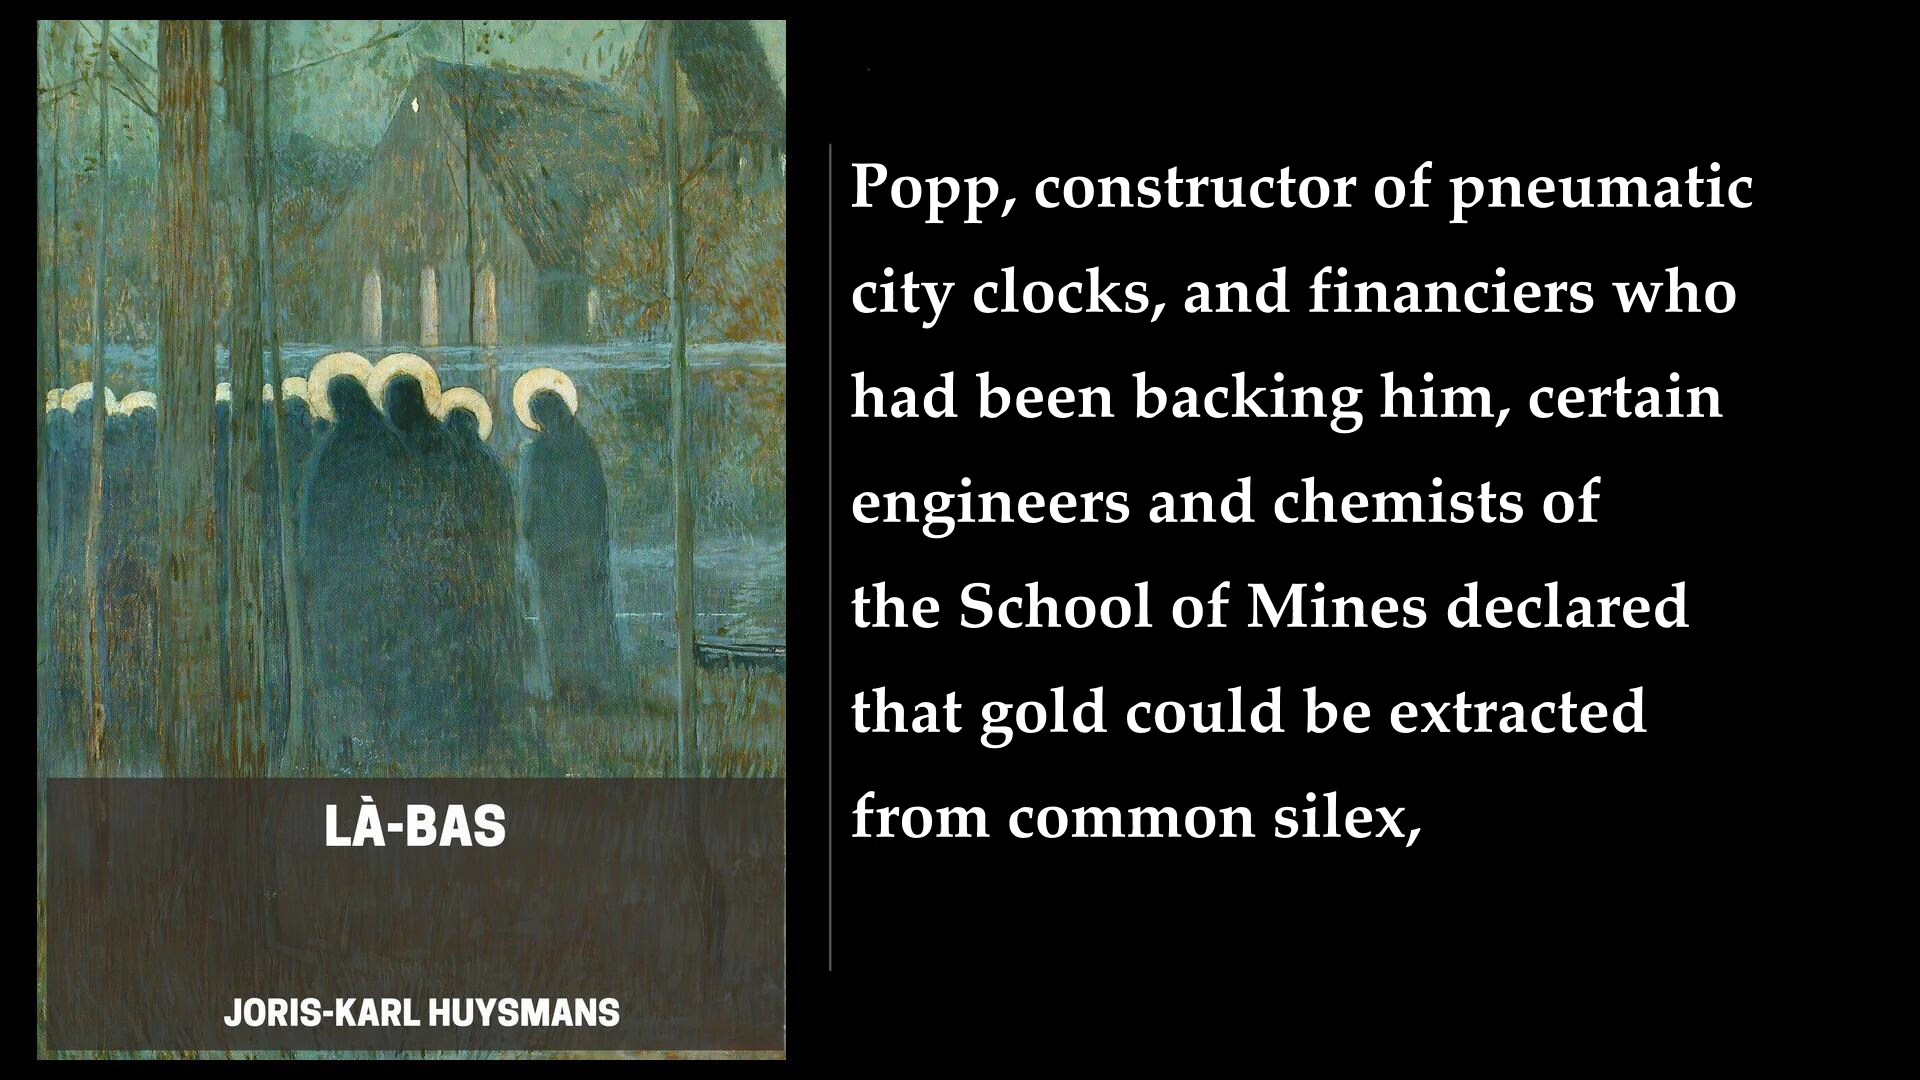 LÀ-BAS
JORIS-KARL HUYSMANS
Popp, constructor of pneumatic
city clocks, and financiers who
had been backing him, certain
engineers and chemists of
the School of Mines declared
that gold could be extracted
from common silex,